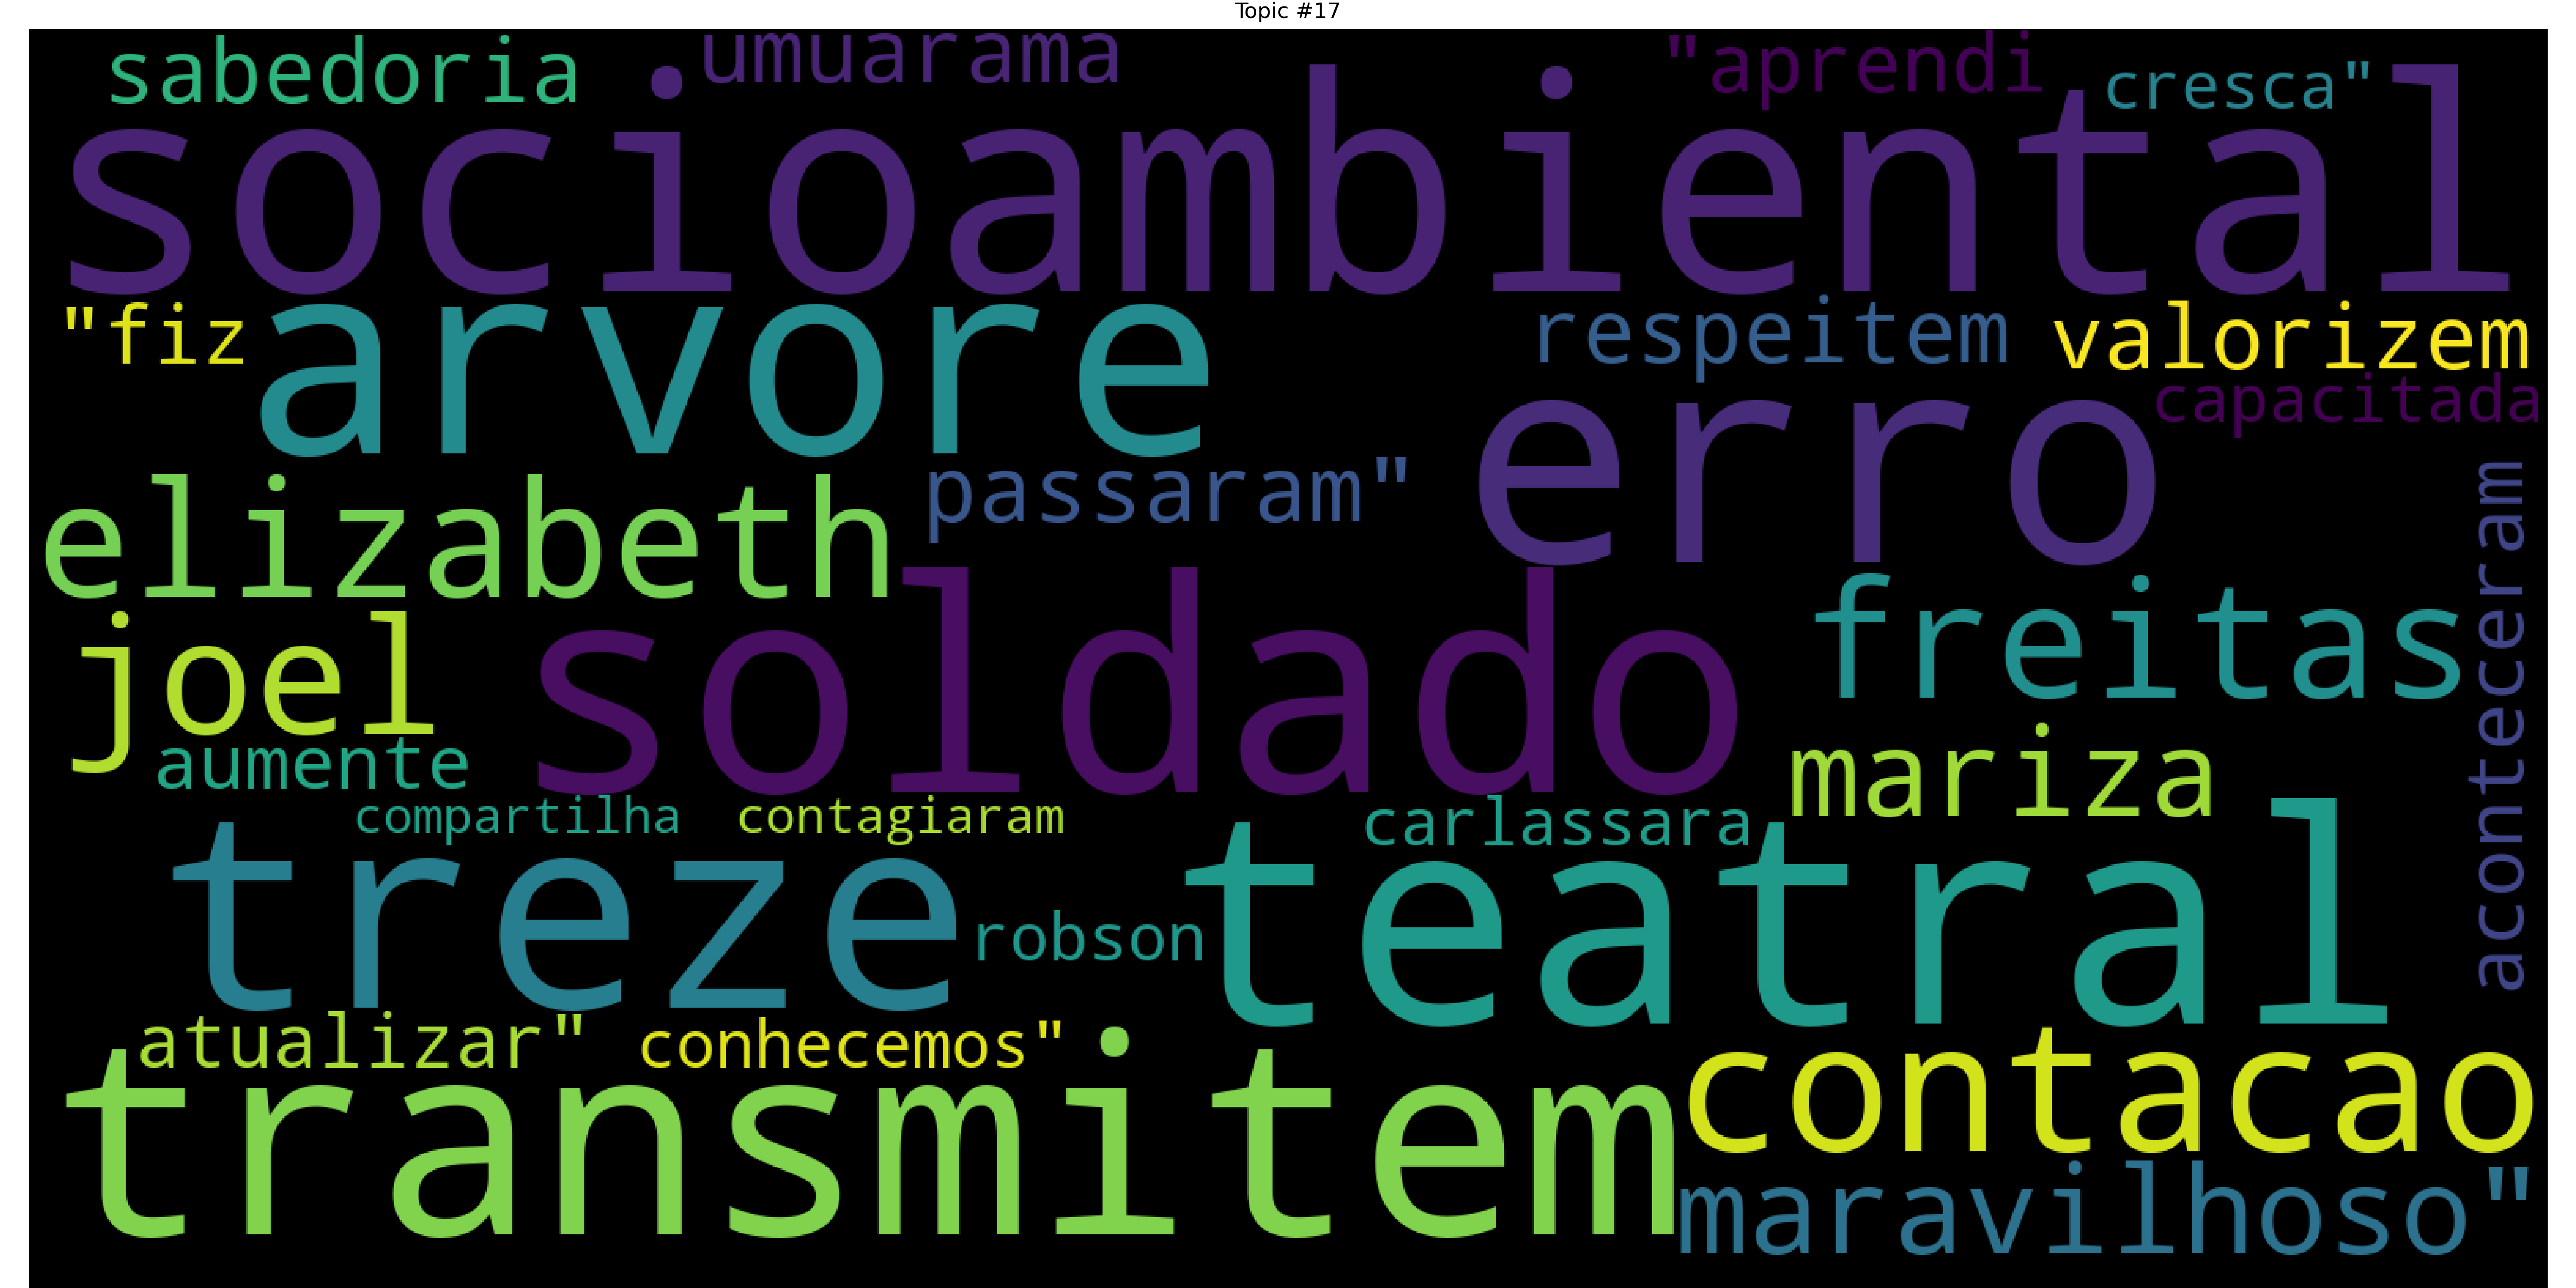 Topic #17
sabedoria
umuarama
"aprendi
cresca"
socioambiental
"fiz
arvore
respeitem
valorizem
capacitada
erro
elizabeth
passaram"
aconteceram
joel
soldado
freitas
aumente
mariza
compartilha
contagiaram
carlassara
treze
robson
teatral
atualizar"
conhecemos"
transmitem
contacao
maravilhoso"